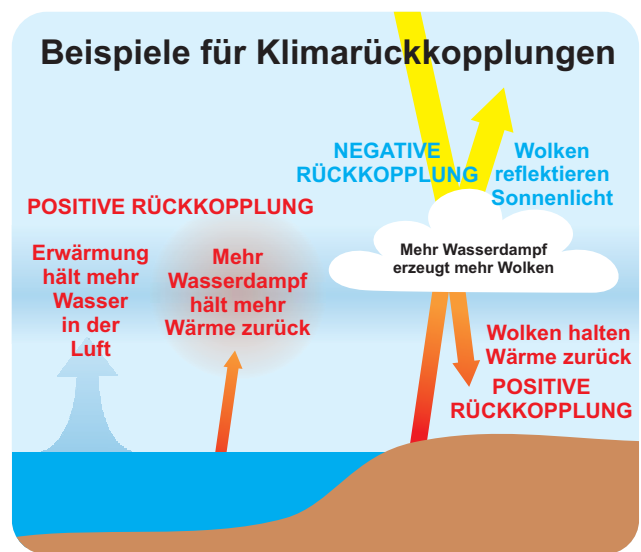 Beispiele für Klimarückkopplungen
NEGATIVE
RÜCKKOPPLUNG
Wolken
reflektieren
Sonnenlicht
POSITIVE RÜCKKOPPLUNG
Erwärmung
hält mehr
Wasser
in der
Luft
Mehr
Wasserdampf
hält mehr
Wärme zurück
Mehr Wasserdampf
erzeugt mehr Wolken
Wolken halten
Wärme zurück
POSITIVE
RÜCKKOPPLUNG